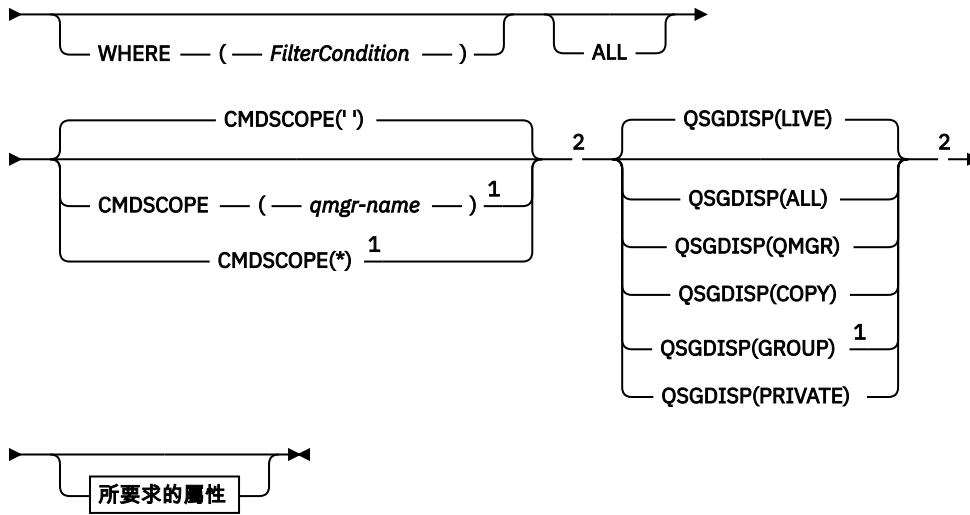 WHERE ( FilterCondition ) ALL
CMDSCOPE(' ') QSGDISP(LIVE)
2 2
CMDSCOPE ( qmgr-name ) 1 QSGDISP(ALL)
CMDSCOPE(*) 1 QSGDISP(QMGR)
QSGDISP(COPY)
QSGDISP(GROUP) 1
QSGDISP(PRIVATE)
所要求的屬性